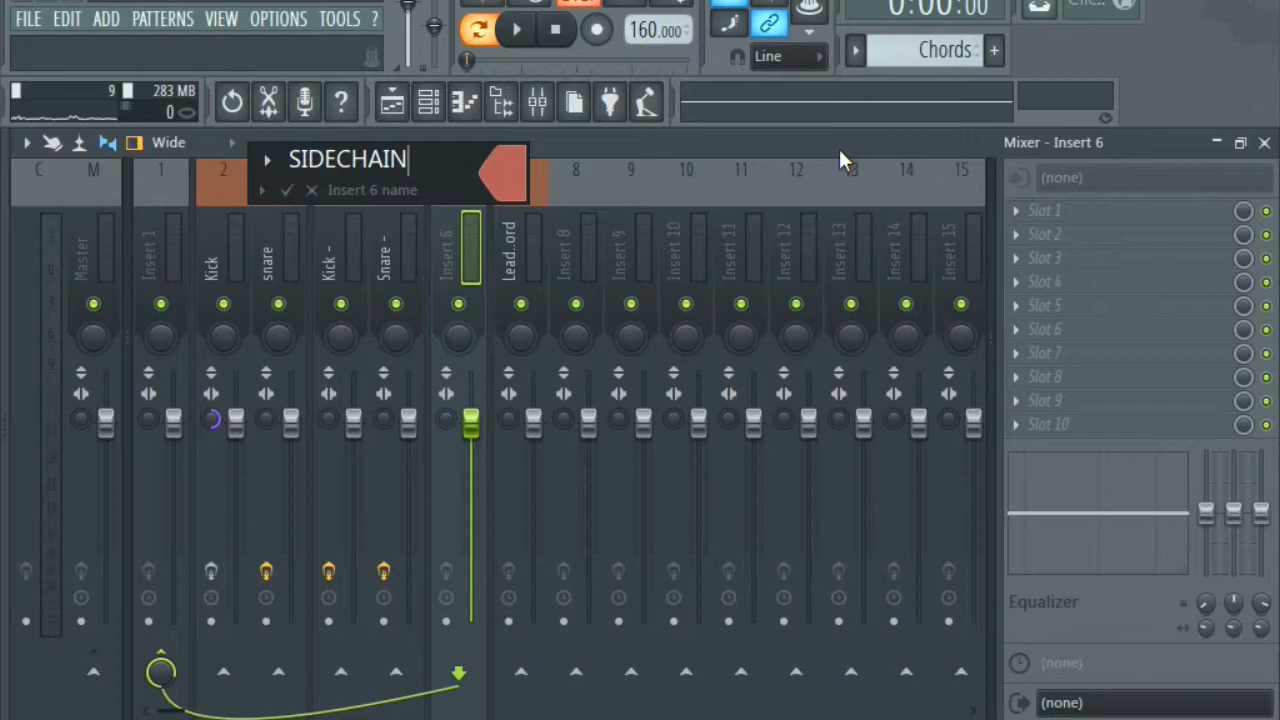 0:00:00
FILE EDIT ADD PATTERNS VIEW OPTIONS TOOLS ?
160.000
Line
Chords
+
9
283 MB
0
?
Wide
Mixer - Insert 6
SIDECHAIN
Insert 6 name
C M 1 2 8 9 10 11 12 13 14 15
(none)
Master
Insert 1
Kick
snare
Kick -
Snare -
Insert 6
Lead..ord
Insert 8
Insert 9
Insert 10
Insert 11
Insert 12
Insert 13
Insert 14
Insert 15
Slot 1
Slot 2
Slot 3
Slot 4
Slot 5
Slot 6
Slot 7
Slot 8
Slot 9
Slot 10
Equalizer
(none)
(none)